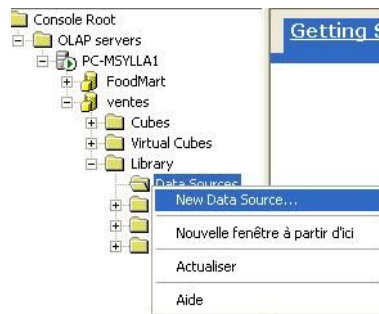 Console Root
OLAP servers
PC-MSYLLA1
FoodMart
ventes
Cubes
Virtual Cubes
Library
Data Sources
New Data Source...
Nouvelle fenêtre à partir d'ici
Actualiser
Aide
Getting S